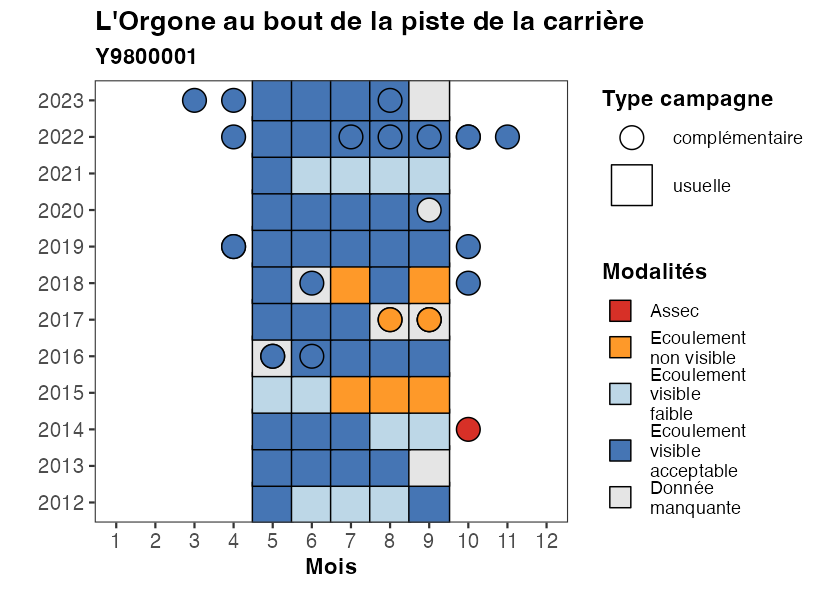 L'Orgone au bout de la piste de la carrière
Y9800001
2023
2022
2021
2020
2019
2018
2017
2016
2015
2014
2013
2012
1 2 3 4 5 6 7 8 9 10 11 12
Mois
Type campagne
complémentaire
usuelle
Modalités
Assec
Ecoulement
non visible
Ecoulement
visible
faible
Ecoulement
visible
acceptable
Donnée
manquante